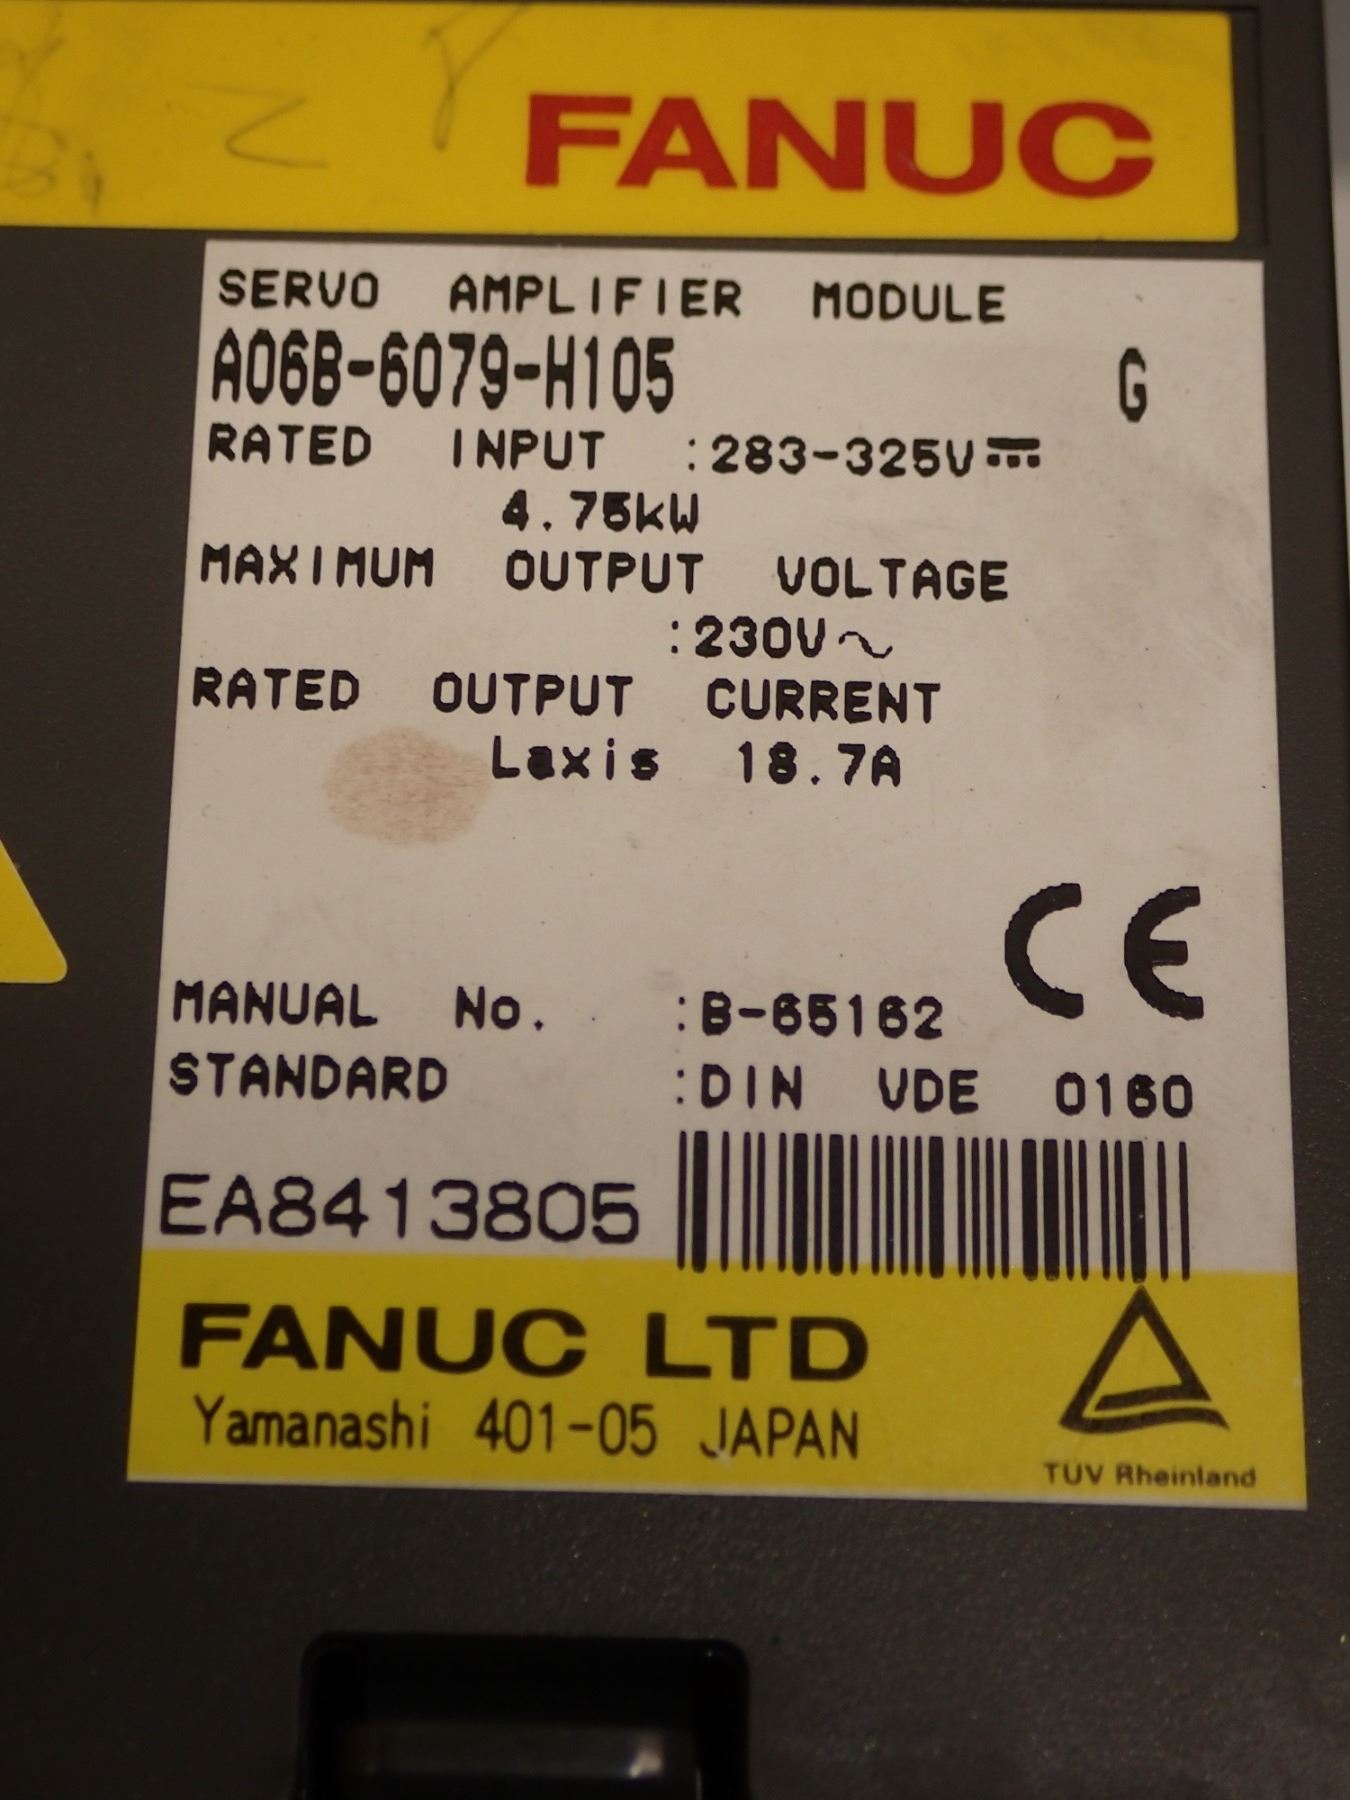 FANUC
SERVO AMPLIFIER MODULE
A06B-6079-H105 G
RATED INPUT :283-325V⎓
4.75kW
MAXIMUM OUTPUT VOLTAGE
:230V～
RATED OUTPUT CURRENT
Laxis 18.7A
CE
MANUAL No. :B-65162
STANDARD :DIN VDE 0160
EA8413805
FANUC LTD
Yamanashi 401-05 JAPAN
TUV Rheinland